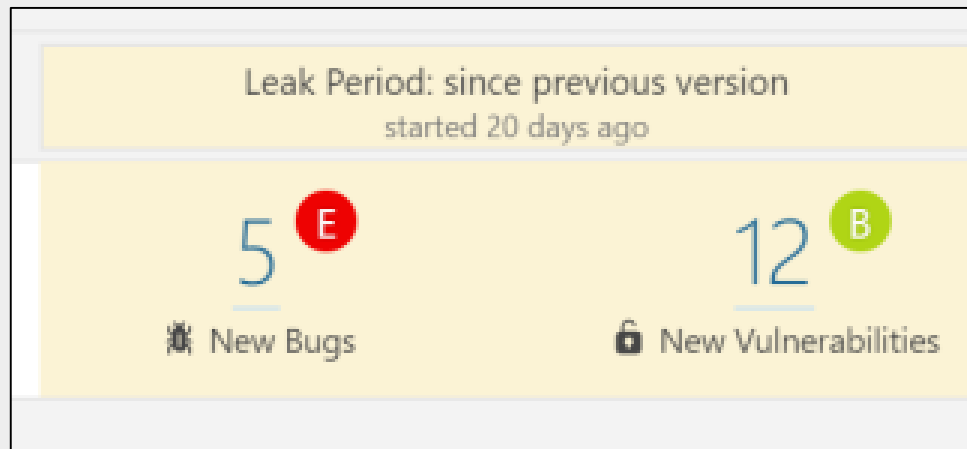 Leak Period: since previous version
started 20 days ago
5 E
New Bugs
12 B
New Vulnerabilities